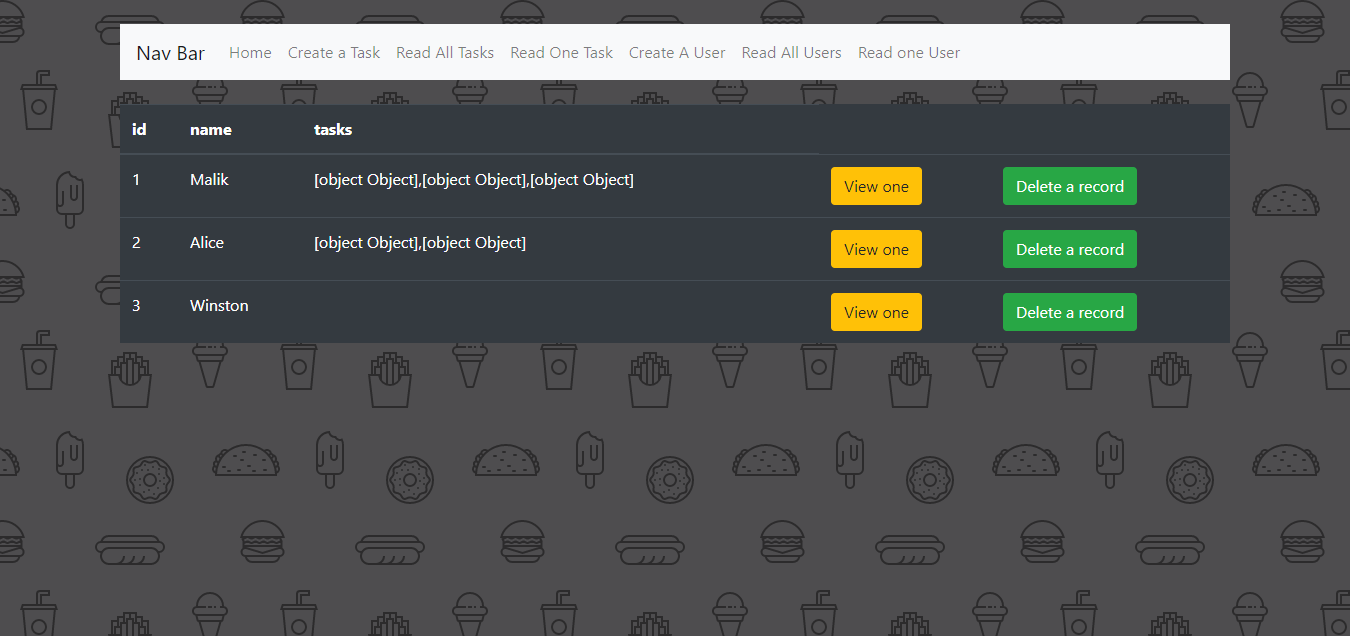 Nav Bar Home Create a Task Read All Tasks Read One Task Create A User Read All Users Read one User
id name tasks
1 Malik [object Object],[object Object],[object Object] View one Delete a record
2 Alice [object Object],[object Object] View one Delete a record
3 Winston View one Delete a record